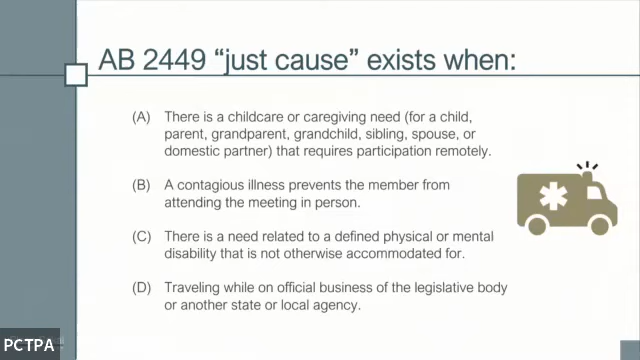 AB 2449 “just cause” exists when:
(A) There is a childcare or caregiving need (for a child,
parent, grandparent, grandchild, sibling, spouse, or
domestic partner) that requires participation remotely.
(B) A contagious illness prevents the member from
attending the meeting in person.
(C) There is a need related to a defined physical or mental
disability that is not otherwise accommodated for.
(D) Traveling while on official business of the legislative body
or another state or local agency.
PCTPA